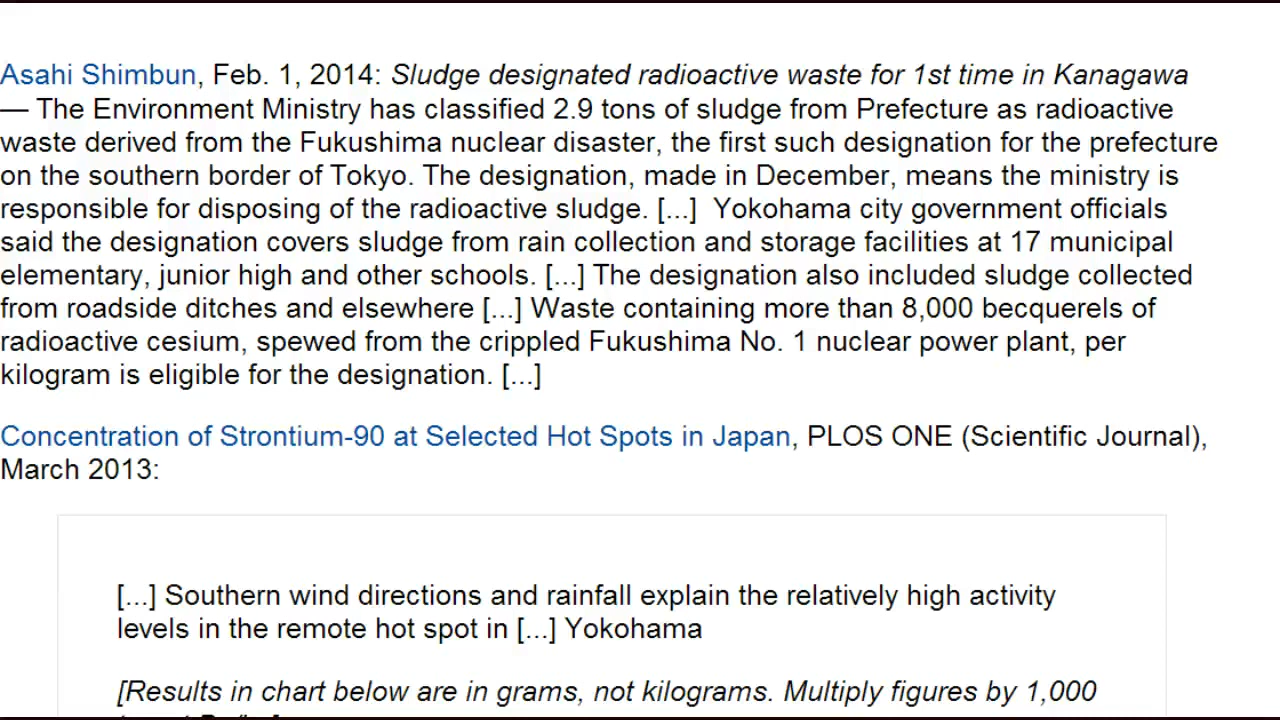 Asahi Shimbun, Feb. 1, 2014: Sludge designated radioactive waste for 1st time in Kanagawa
— The Environment Ministry has classified 2.9 tons of sludge from Prefecture as radioactive
waste derived from the Fukushima nuclear disaster, the first such designation for the prefecture
on the southern border of Tokyo. The designation, made in December, means the ministry is
responsible for disposing of the radioactive sludge. [...]  Yokohama city government officials
said the designation covers sludge from rain collection and storage facilities at 17 municipal
elementary, junior high and other schools. [...] The designation also included sludge collected
from roadside ditches and elsewhere [...] Waste containing more than 8,000 becquerels of
radioactive cesium, spewed from the crippled Fukushima No. 1 nuclear power plant, per
kilogram is eligible for the designation. [...]
Concentration of Strontium-90 at Selected Hot Spots in Japan, PLOS ONE (Scientific Journal),
March 2013:
[...] Southern wind directions and rainfall explain the relatively high activity
levels in the remote hot spot in [...] Yokohama
[Results in chart below are in grams, not kilograms. Multiply figures by 1,000